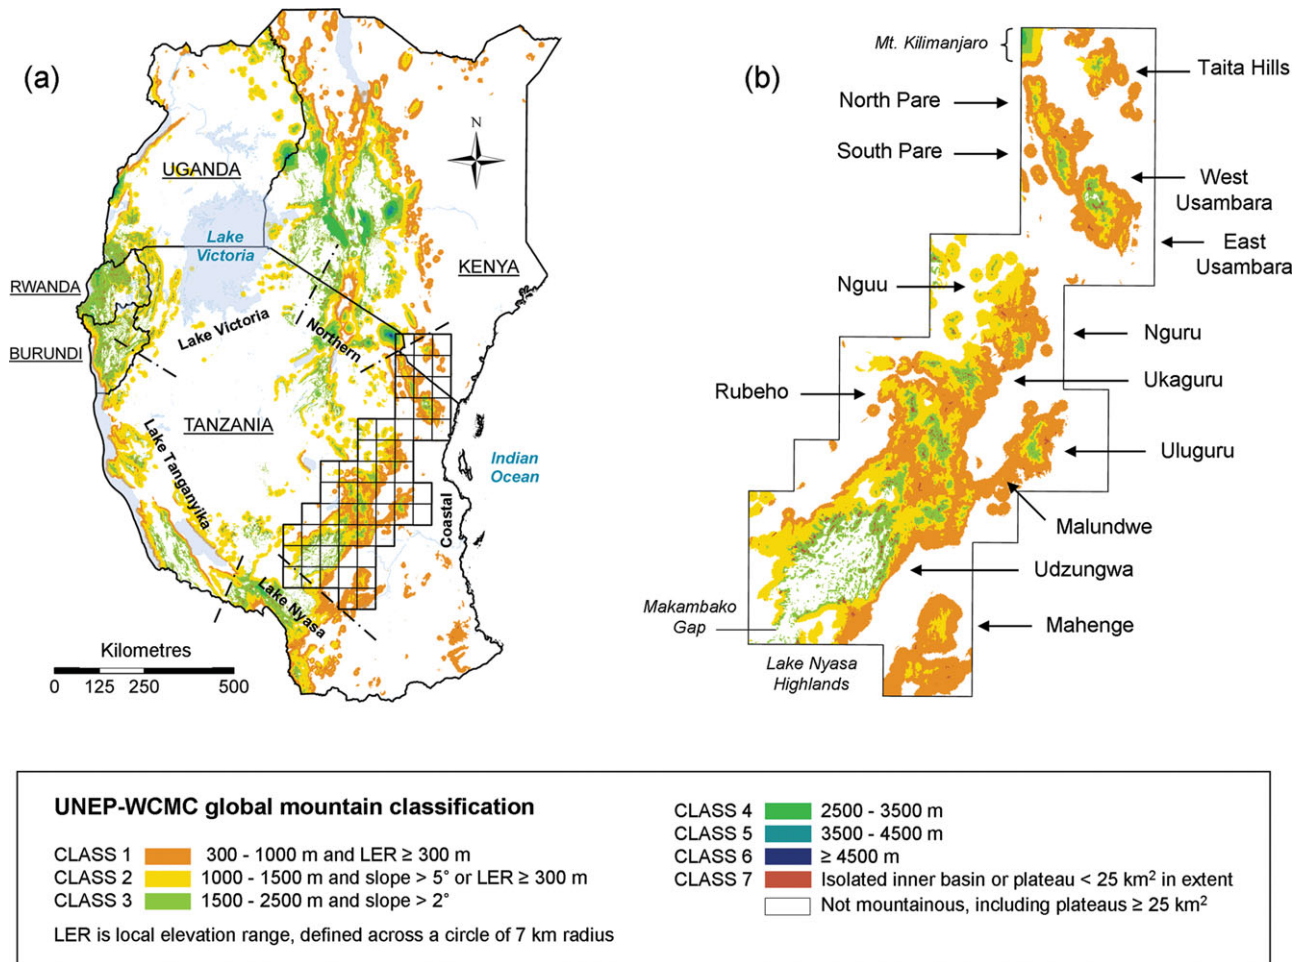 (a)
N
UGANDA
Lake
Victoria
KENYA
RWANDA
Lake Victoria
Northern
BURUNDI
TANZANIA
Lake Tanganyika
Indian
Ocean
Coastal
Lake Nyasa
Kilometres
0 125 250 500
(b)
Mt. Kilimanjaro
Taita Hills
North Pare
South Pare
West
Usambara
East
Usambara
Nguu
Nguru
Ukaguru
Rubeho
Uluguru
Malundwe
Udzungwa
Makambako
Gap
Mahenge
Lake Nyasa
Highlands
UNEP-WCMC global mountain classification
CLASS 1 300 - 1000 m and LER ≥ 300 m
CLASS 2 1000 - 1500 m and slope > 5° or LER ≥ 300 m
CLASS 3 1500 - 2500 m and slope > 2°
LER is local elevation range, defined across a circle of 7 km radius
CLASS 4 2500 - 3500 m
CLASS 5 3500 - 4500 m
CLASS 6 ≥ 4500 m
CLASS 7 Isolated inner basin or plateau < 25 km² in extent
Not mountainous, including plateaus ≥ 25 km²